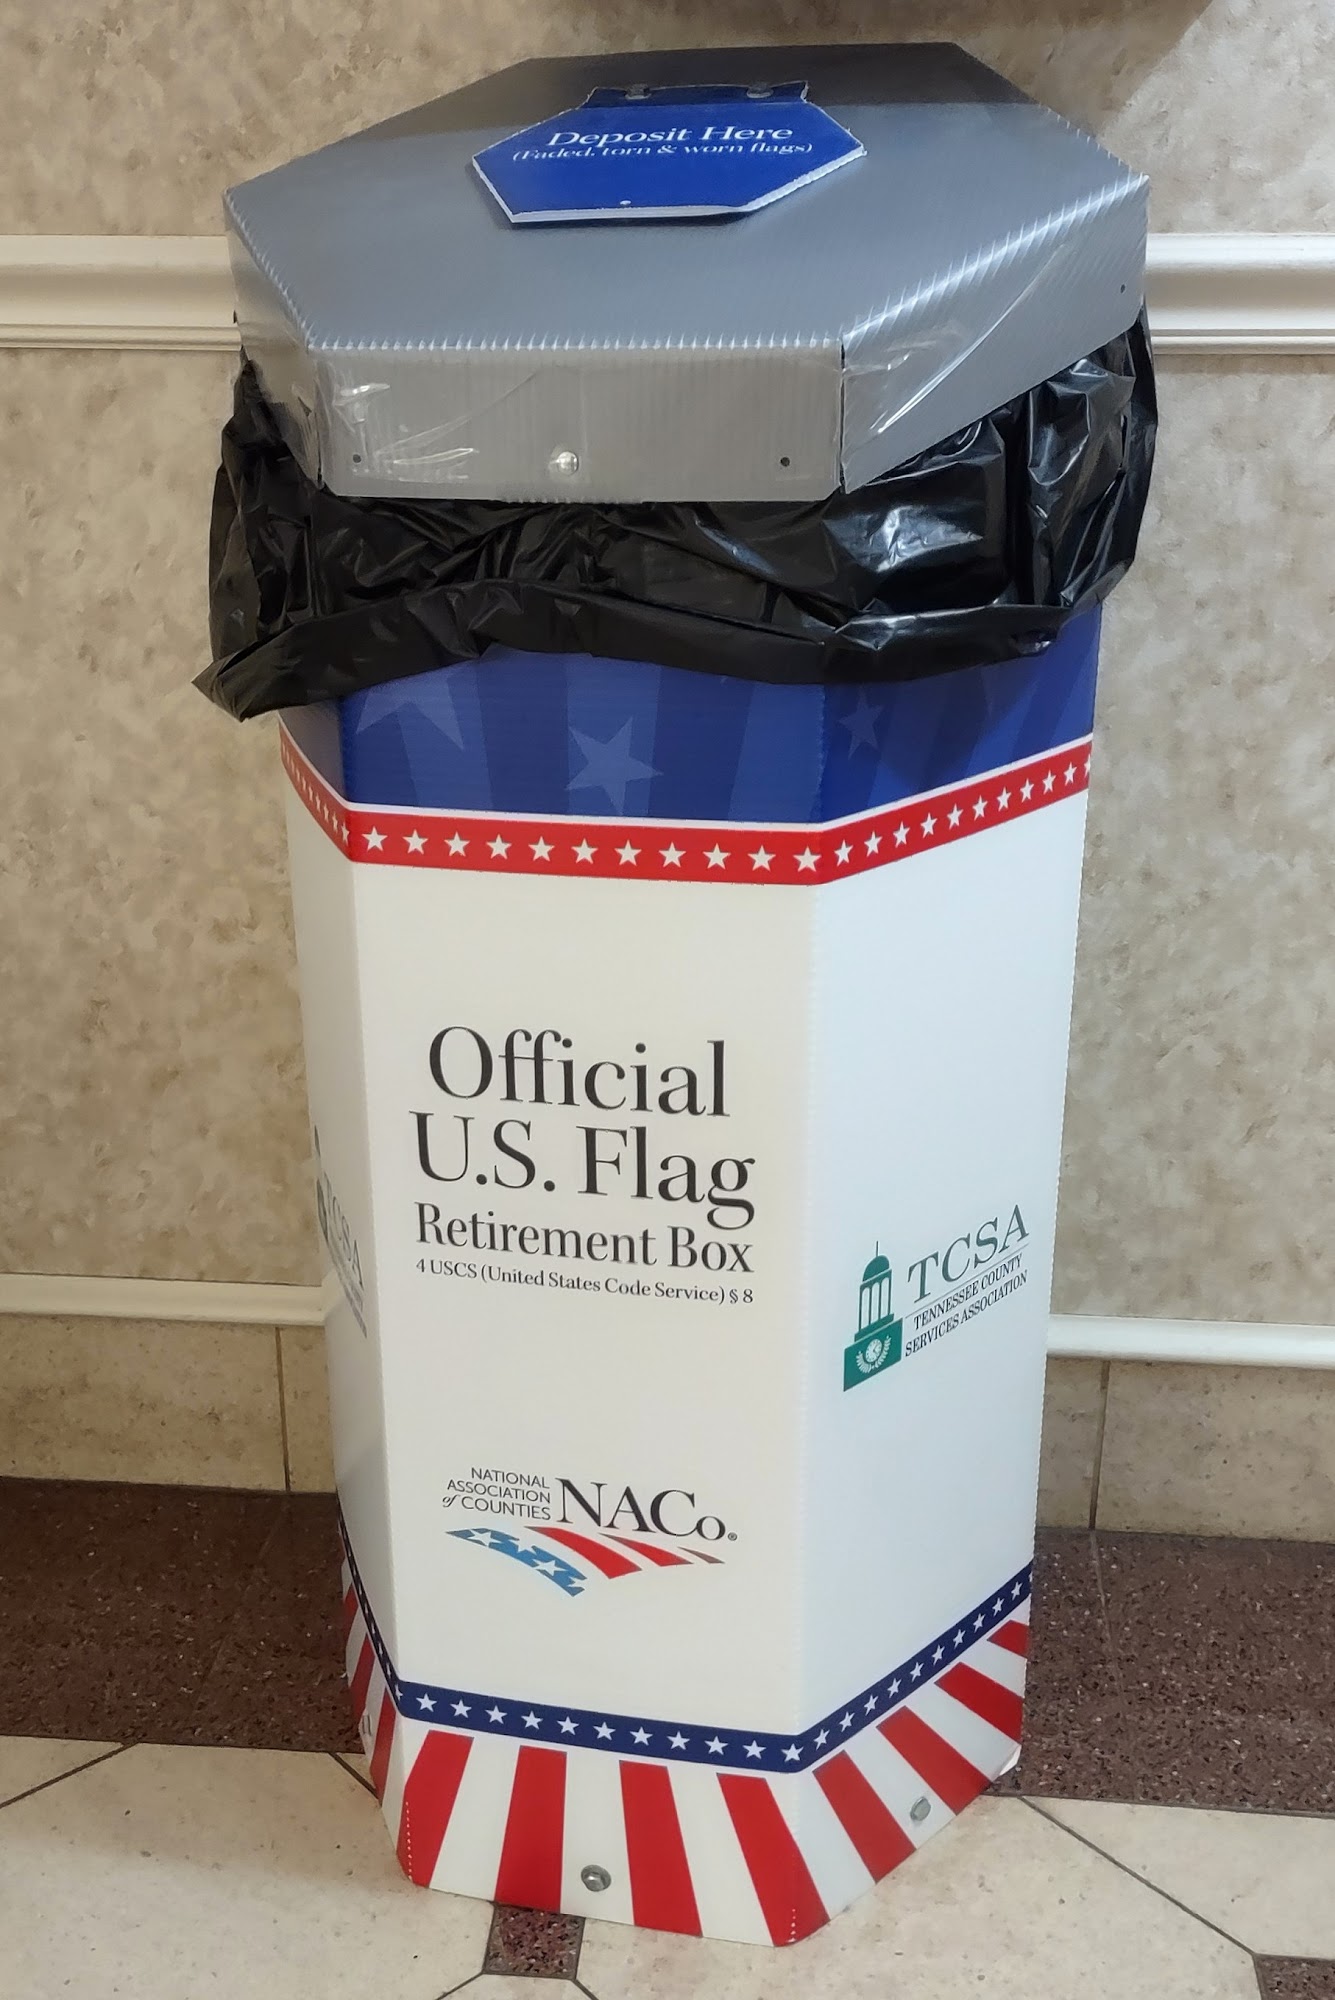 Deposit Here
(Faded, torn & worn flags)
Official
U.S. Flag
Retirement Box
4 USCS (United States Code Service) § 8
NATIONAL
ASSOCIATION
of COUNTIES
NACo®
TCSA
TENNESSEE COUNTY
SERVICES ASSOCIATION
TCSA